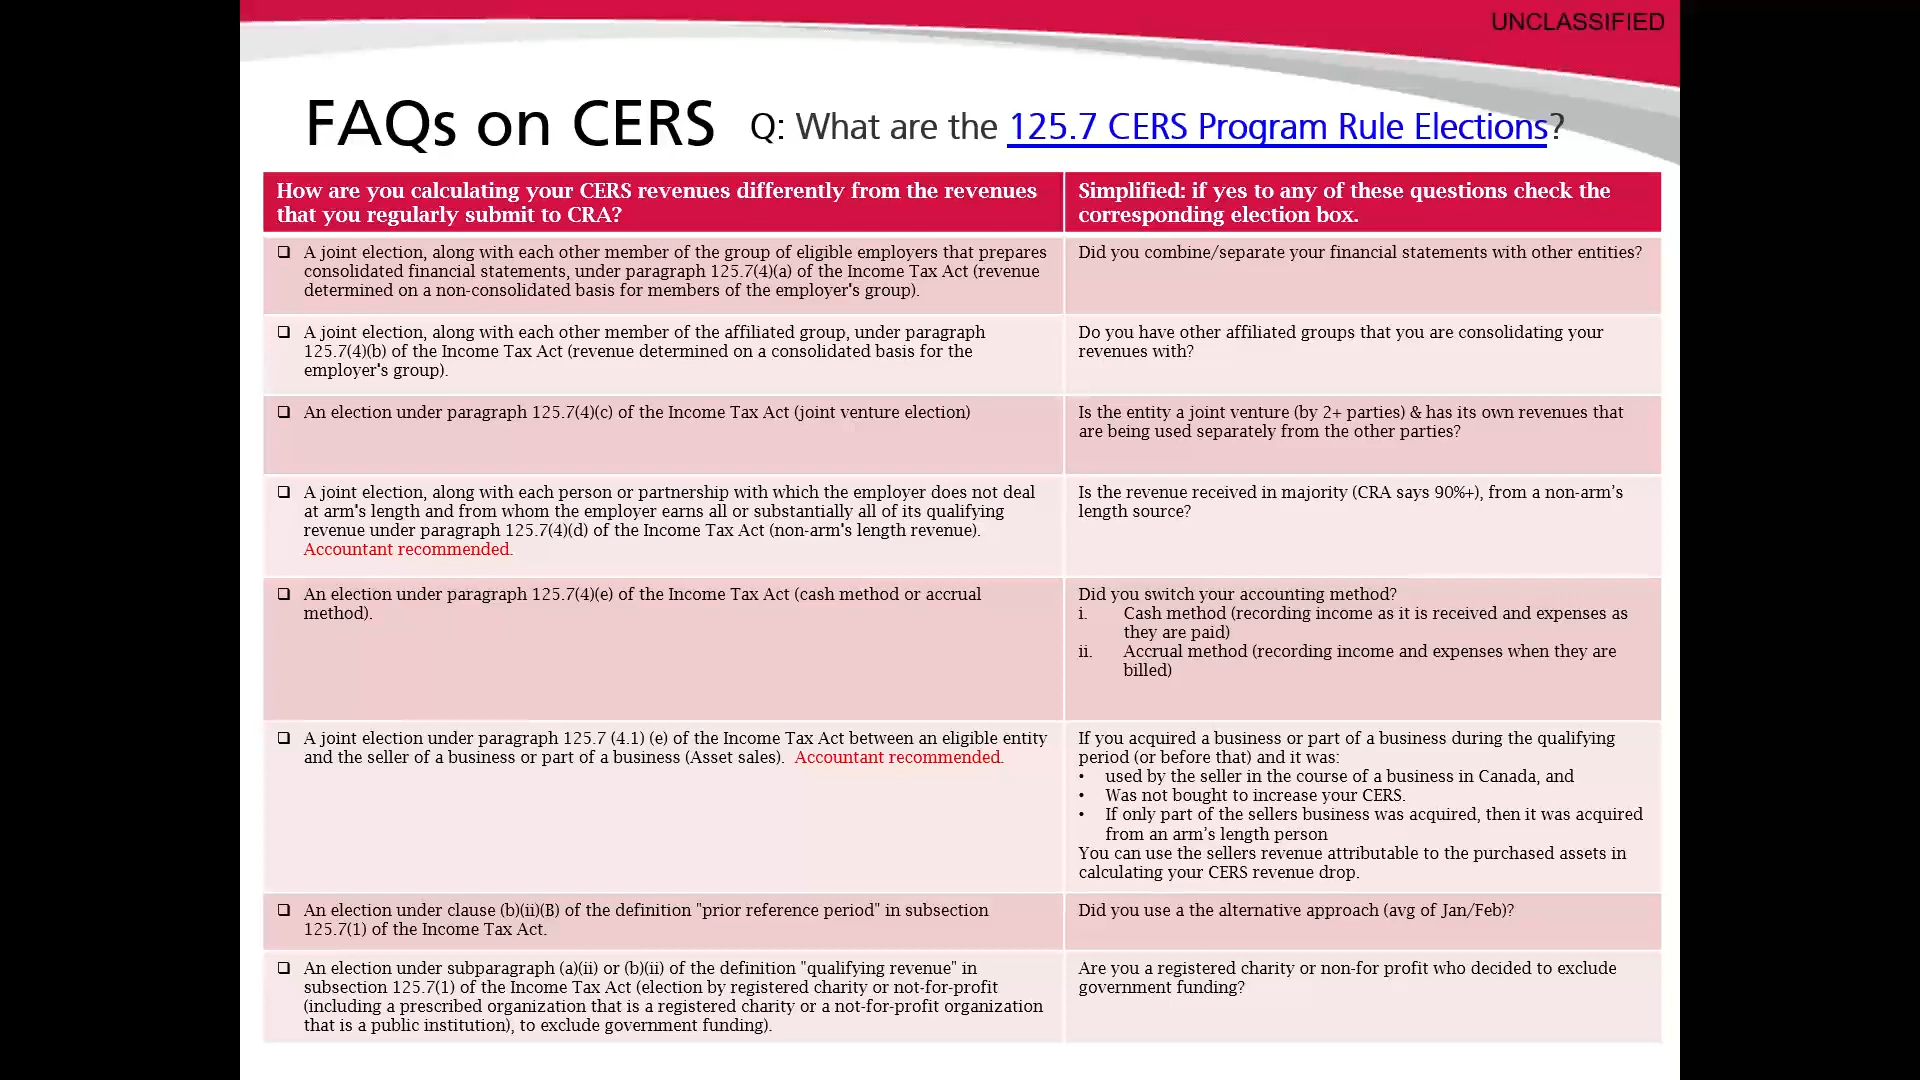 UNCLASSIFIED
FAQs on CERS Q: What are the 125.7 CERS Program Rule Elections?
How are you calculating your CERS revenues differently from the revenues
that you regularly submit to CRA?
Simplified: if yes to any of these questions check the
corresponding election box.
❑ A joint election, along with each other member of the group of eligible employers that prepares
consolidated financial statements, under paragraph 125.7(4)(a) of the Income Tax Act (revenue
determined on a non-consolidated basis for members of the employer's group).
Did you combine/separate your financial statements with other entities?
❑ A joint election, along with each other member of the affiliated group, under paragraph
125.7(4)(b) of the Income Tax Act (revenue determined on a consolidated basis for the
employer's group).
Do you have other affiliated groups that you are consolidating your
revenues with?
❑ An election under paragraph 125.7(4)(c) of the Income Tax Act (joint venture election)
Is the entity a joint venture (by 2+ parties) & has its own revenues that
are being used separately from the other parties?
❑ A joint election, along with each person or partnership with which the employer does not deal
at arm's length and from whom the employer earns all or substantially all of its qualifying
revenue under paragraph 125.7(4)(d) of the Income Tax Act (non-arm's length revenue).
Accountant recommended.
Is the revenue received in majority (CRA says 90%+), from a non-arm’s
length source?
❑ An election under paragraph 125.7(4)(e) of the Income Tax Act (cash method or accrual
method).
Did you switch your accounting method?
i. Cash method (recording income as it is received and expenses as
they are paid)
ii. Accrual method (recording income and expenses when they are
billed)
❑ A joint election under paragraph 125.7 (4.1) (e) of the Income Tax Act between an eligible entity
and the seller of a business or part of a business (Asset sales). Accountant recommended.
If you acquired a business or part of a business during the qualifying
period (or before that) and it was:
• used by the seller in the course of a business in Canada, and
• Was not bought to increase your CERS.
• If only part of the sellers business was acquired, then it was acquired
from an arm’s length person
You can use the sellers revenue attributable to the purchased assets in
calculating your CERS revenue drop.
❑ An election under clause (b)(ii)(B) of the definition "prior reference period" in subsection
125.7(1) of the Income Tax Act.
Did you use a the alternative approach (avg of Jan/Feb)?
❑ An election under subparagraph (a)(ii) or (b)(ii) of the definition "qualifying revenue" in
subsection 125.7(1) of the Income Tax Act (election by registered charity or not-for-profit
(including a prescribed organization that is a registered charity or a not-for-profit organization
that is a public institution), to exclude government funding).
Are you a registered charity or non-for profit who decided to exclude
government funding?